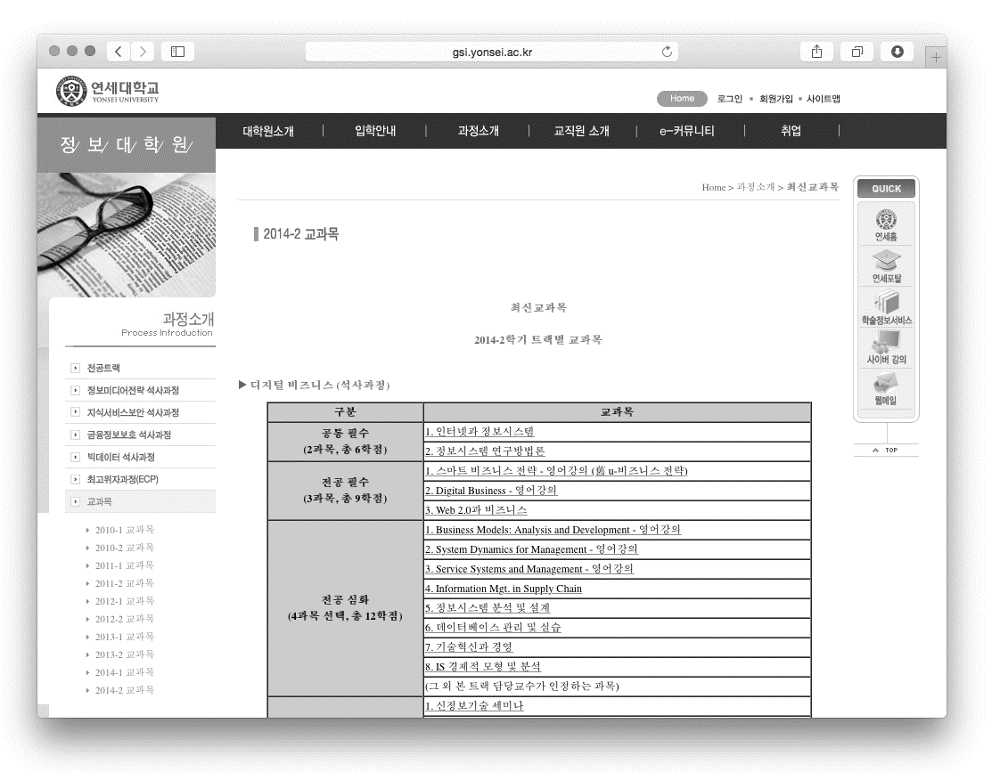 gsi.yonsei.ac.kr
연세대학교
YONSEI UNIVERSITY
Home 로그인 회원가입 사이트맵
정보대학원
대학원소개 | 입학안내 | 과정소개 | 교직원 소개 | e-커뮤니티 | 취업 |
Home > 과정소개 > 최신교과목
2014-2 교과목
최신교과목
2014-2학기 트랙별 교과목
▶ 디지털 비즈니스 (석사과정)
구분 교과목
공통 필수
(2과목, 총 6학점)
1. 인터넷과 정보시스템
2. 정보시스템 연구방법론
전공 필수
(3과목, 총 9학점)
1. 스마트 비즈니스 전략 - 영어강의 (舊 u-비즈니스 전략)
2. Digital Business - 영어강의
3. Web 2.0과 비즈니스
전공 심화
(4과목 선택, 총 12학점)
1. Business Models: Analysis and Development - 영어강의
2. System Dynamics for Management - 영어강의
3. Service Systems and Management - 영어강의
4. Information Mgt. in Supply Chain
5. 정보시스템 분석 및 설계
6. 데이터베이스 관리 및 실습
7. 기술혁신과 경영
8. IS 경제적 모형 및 분석
(그 외 본 트랙 담당교수가 인정하는 과목)
1. 신정보기술 세미나
과정소개
Process Introduction
전공트랙
정보미디어전략 석사과정
지식서비스보안 석사과정
금융정보보호 석사과정
빅데이터 석사과정
최고위자과정(ECP)
교과목
2010-1 교과목
2010-2 교과목
2011-1 교과목
2011-2 교과목
2012-1 교과목
2012-2 교과목
2013-1 교과목
2013-2 교과목
2014-1 교과목
2014-2 교과목
QUICK
연세홈
연세포탈
학술정보서비스
사이버 강의
웹메일
TOP